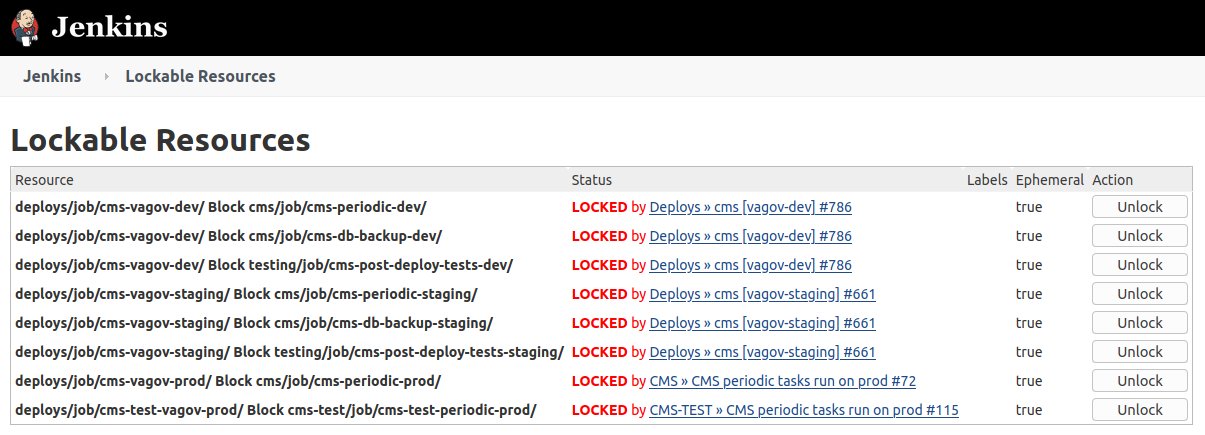 Jenkins
Jenkins Lockable Resources
Lockable Resources
Resource Status Labels Ephemeral Action
deploys/job/cms-vagov-dev/ Block cms/job/cms-periodic-dev/ LOCKED by Deploys » cms [vagov-dev] #786 true Unlock
deploys/job/cms-vagov-dev/ Block cms/job/cms-db-backup-dev/ LOCKED by Deploys » cms [vagov-dev] #786 true Unlock
deploys/job/cms-vagov-dev/ Block testing/job/cms-post-deploy-tests-dev/ LOCKED by Deploys » cms [vagov-dev] #786 true Unlock
deploys/job/cms-vagov-staging/ Block cms/job/cms-periodic-staging/ LOCKED by Deploys » cms [vagov-staging] #661 true Unlock
deploys/job/cms-vagov-staging/ Block cms/job/cms-db-backup-staging/ LOCKED by Deploys » cms [vagov-staging] #661 true Unlock
deploys/job/cms-vagov-staging/ Block testing/job/cms-post-deploy-tests-staging/ LOCKED by Deploys » cms [vagov-staging] #661 true Unlock
deploys/job/cms-vagov-prod/ Block cms/job/cms-periodic-prod/ LOCKED by CMS » CMS periodic tasks run on prod #72 true Unlock
deploys/job/cms-test-vagov-prod/ Block cms-test/job/cms-test-periodic-prod/ LOCKED by CMS-TEST » CMS periodic tasks run on prod #115 true Unlock